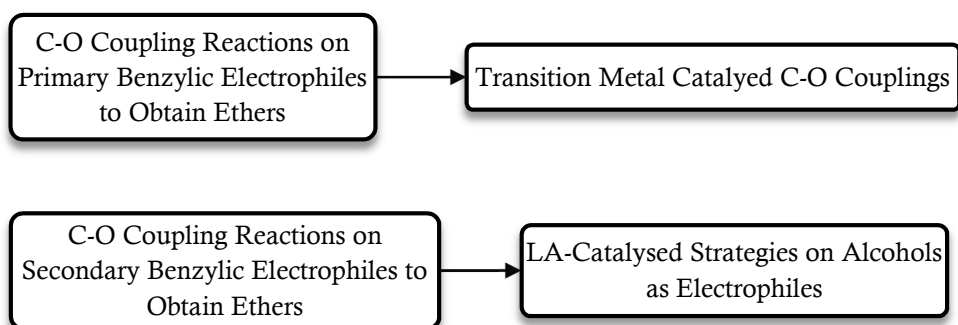 C-O Coupling Reactions on
Primary Benzylic Electrophiles
to Obtain Ethers
Transition Metal Catalyed C-O Couplings
C-O Coupling Reactions on
Secondary Benzylic Electrophiles to
Obtain Ethers
LA-Catalysed Strategies on Alcohols
as Electrophiles